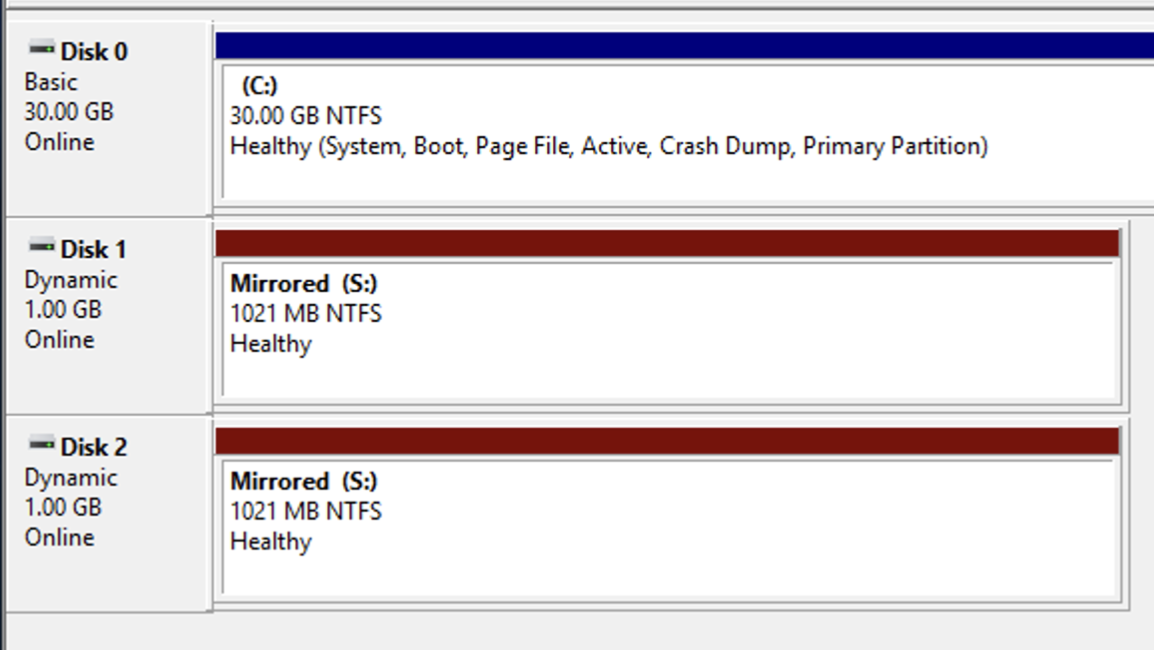 Disk 0
Basic
30.00 GB
Online
(C:)
30.00 GB NTFS
Healthy (System, Boot, Page File, Active, Crash Dump, Primary Partition)
Disk 1
Dynamic
1.00 GB
Online
Mirrored (S:)
1021 MB NTFS
Healthy
Disk 2
Dynamic
1.00 GB
Online
Mirrored (S:)
1021 MB NTFS
Healthy